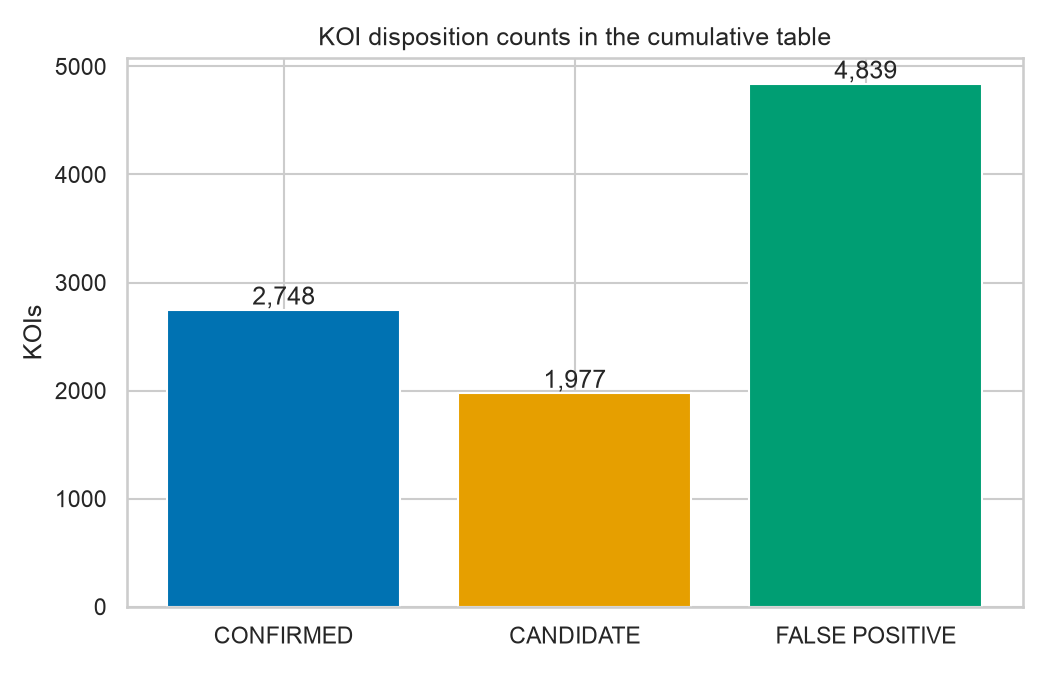 KOI disposition counts in the cumulative table
KOIs
5000
4000
3000
2000
1000
0
2,748
1,977
4,839
CONFIRMED
CANDIDATE
FALSE POSITIVE